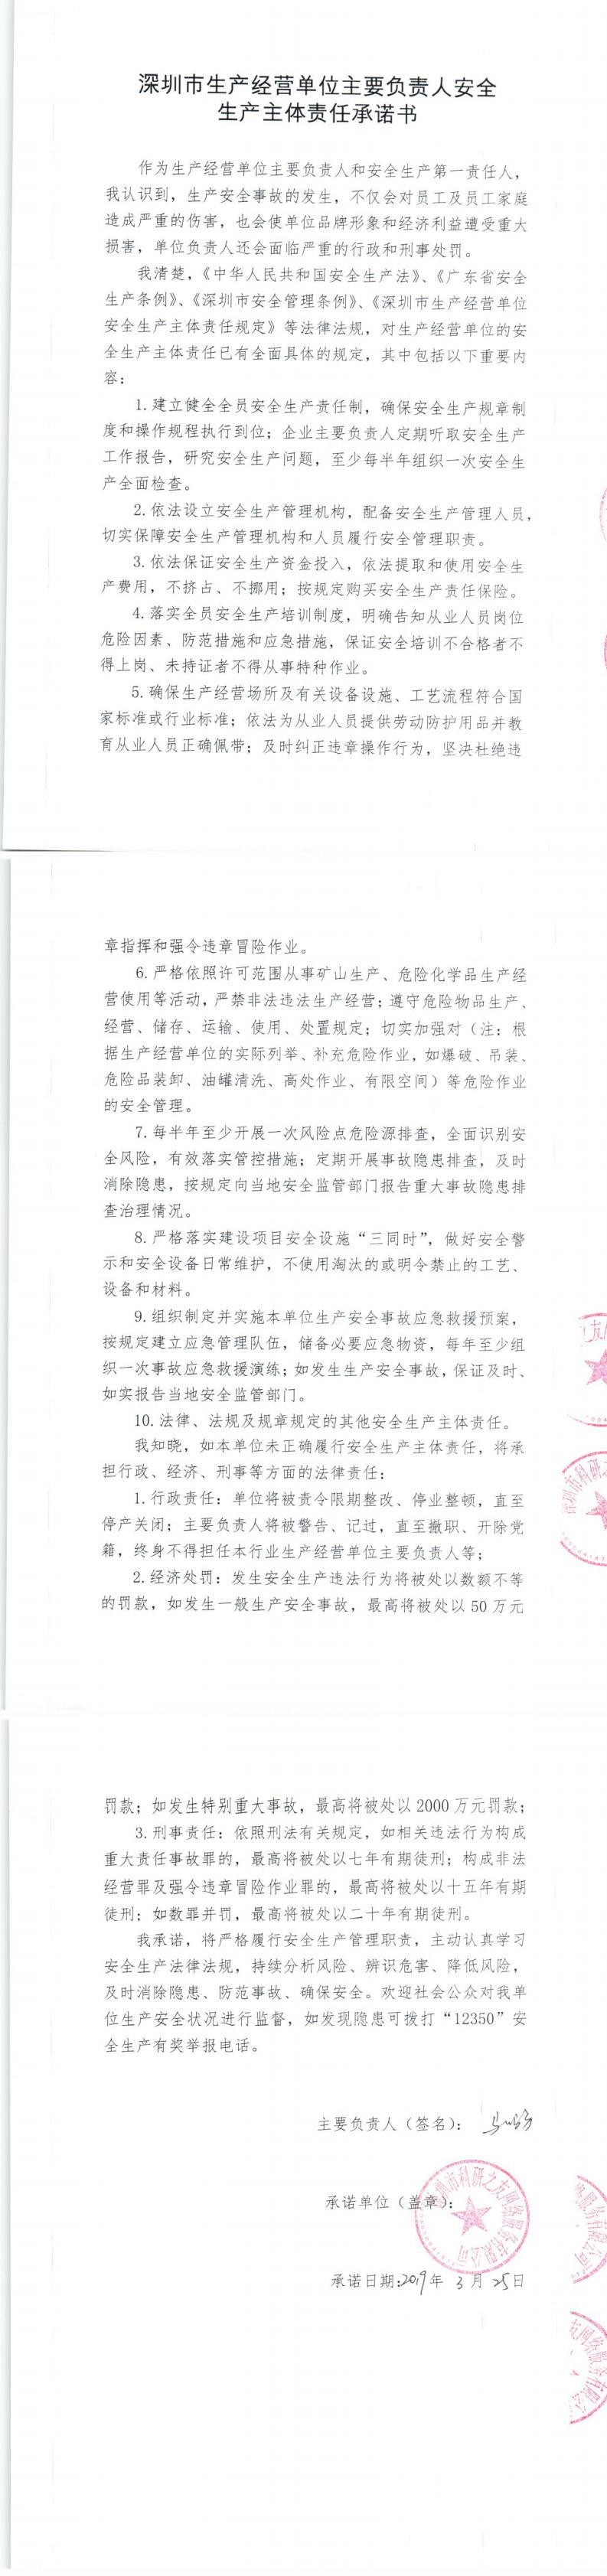 深圳市生产经营单位主要负责人安全
生产主体责任承诺书
作为生产经营单位主要负责人和安全生产第一责任人，
我认识到，生产安全事故的发生，不仅会对员工及员工家庭
造成严重的伤害，也会使单位品牌形象和经济利益遭受重大
损害，单位负责人还会面临严重的行政和刑事处罚。
我清楚，《中华人民共和国安全生产法》、《广东省安全
生产条例》、《深圳市安全管理条例》、《深圳市生产经营单位
安全生产主体责任规定》等法律法规，对生产经营单位的安
全生产主体责任已有全面具体的规定，其中包括以下重要内
容：
1.建立健全全员安全生产责任制，确保安全生产规章制
度和操作规程执行到位；企业主要负责人定期听取安全生产
工作报告，研究安全生产问题，至少每半年组织一次安全生
产全面检查。
2.依法设立安全生产管理机构，配备安全生产管理人员，
切实保障安全生产管理机构和人员履行安全管理职责。
3.依法保证安全生产资金投入，依法提取和使用安全生
产费用，不挤占、不挪用；按规定购买安全生产责任保险。
4.落实全员安全生产培训制度，明确告知从业人员岗位
危险因素、防范措施和应急措施，保证安全培训不合格者不
得上岗、未持证者不得从事特种作业。
5.确保生产经营场所及有关设备设施、工艺流程符合国
家标准或行业标准；依法为从业人员提供劳动防护用品并教
育从业人员正确佩带；及时纠正违章操作行为，坚决杜绝违
章指挥和强令违章冒险作业。
6.严格依照许可范围从事矿山生产、危险化学品生产经
营使用等活动，严禁非法违法生产经营；遵守危险物品生产、
经营、储存、运输、使用、处置规定；切实加强对（注：根
据生产经营单位的实际列举、补充危险作业，如爆破、吊装、
危险品装卸、油罐清洗、高处作业、有限空间）等危险作业
的安全管理。
7.每半年至少开展一次风险点危险源排查，全面识别安
全风险，有效落实管控措施；定期开展事故隐患排查，及时
消除隐患，按规定向当地安全监管部门报告重大事故隐患排
查治理情况。
8.严格落实建设项目安全设施“三同时”，做好安全警
示和安全设备日常维护，不使用淘汰的或明令禁止的工艺、
设备和材料。
9.组织制定并实施本单位生产安全事故应急救援预案，
按规定建立应急管理队伍，储备必要应急物资，每年至少组
织一次事故应急救援演练；如发生生产安全事故，保证及时、
如实报告当地安全监管部门。
10.法律、法规及规章规定的其他安全生产主体责任。
我知晓，如本单位未正确履行安全生产主体责任，将承
担行政、经济、刑事等方面的法律责任：
1.行政责任：单位将被责令限期整改、停业整顿，直至
停产关闭；主要负责人将被警告、记过，直至撤职、开除党
籍，终身不得担任本行业生产经营单位主要负责人等；
2.经济处罚：发生安全生产违法行为将被处以数额不等
的罚款，如发生一般生产安全事故，最高将被处以 50 万元
罚款；如发生特别重大事故，最高将被处以 2000 万元罚款；
3.刑事责任：依照刑法有关规定，如相关违法行为构成
重大责任事故罪的，最高将被处以七年有期徒刑；构成非法
经营罪及强令违章冒险作业罪的，最高将被处以十五年有期
徒刑；如数罪并罚，最高将被处以二十年有期徒刑。
我承诺，将严格履行安全生产管理职责，主动认真学习
安全生产法律法规，持续分析风险、辨识危害、降低风险，
及时消除隐患、防范事故、确保安全。欢迎社会公众对我单
位生产安全状况进行监督，如发现隐患可拨打“12350”安
全生产有奖举报电话。
主要负责人（签名）：
承诺单位（盖章）：
深圳市科研之友网络服务有限公司
承诺日期:2019年 3 月 25日